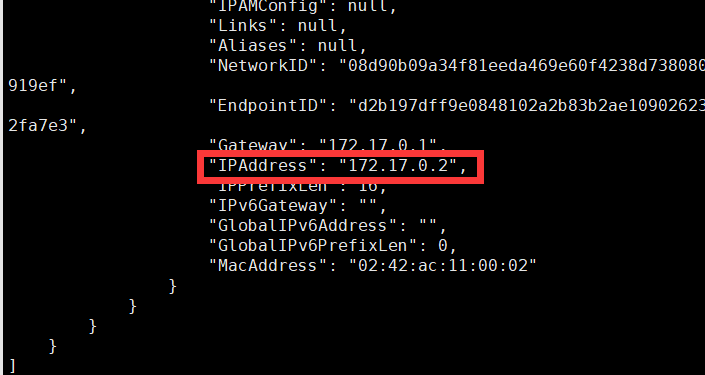 "IPAMConfig": null,
"Links": null,
"Aliases": null,
"NetworkID": "08d90b09a34f81eeda469e60f4238d738080
919ef",
"EndpointID": "d2b197dff9e0848102a2b83b2ae10902623
2fa7e3",
"Gateway": "172.17.0.1",
"IPAddress": "172.17.0.2",
"IPPrefixLen": 16,
"IPv6Gateway": "",
"GlobalIPv6Address": "",
"GlobalIPv6PrefixLen": 0,
"MacAddress": "02:42:ac:11:00:02"
}
}
}
}
]